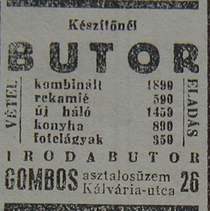 Készítőnél
BUTOR
VÉTEL
kombinált 1890
rekamié 590
új háló 1450
konyha 890
fotelágyak 350
ELADÁS
IRODABUTOR
GOMBOS asztalosüzem
Kálvária-utca 26